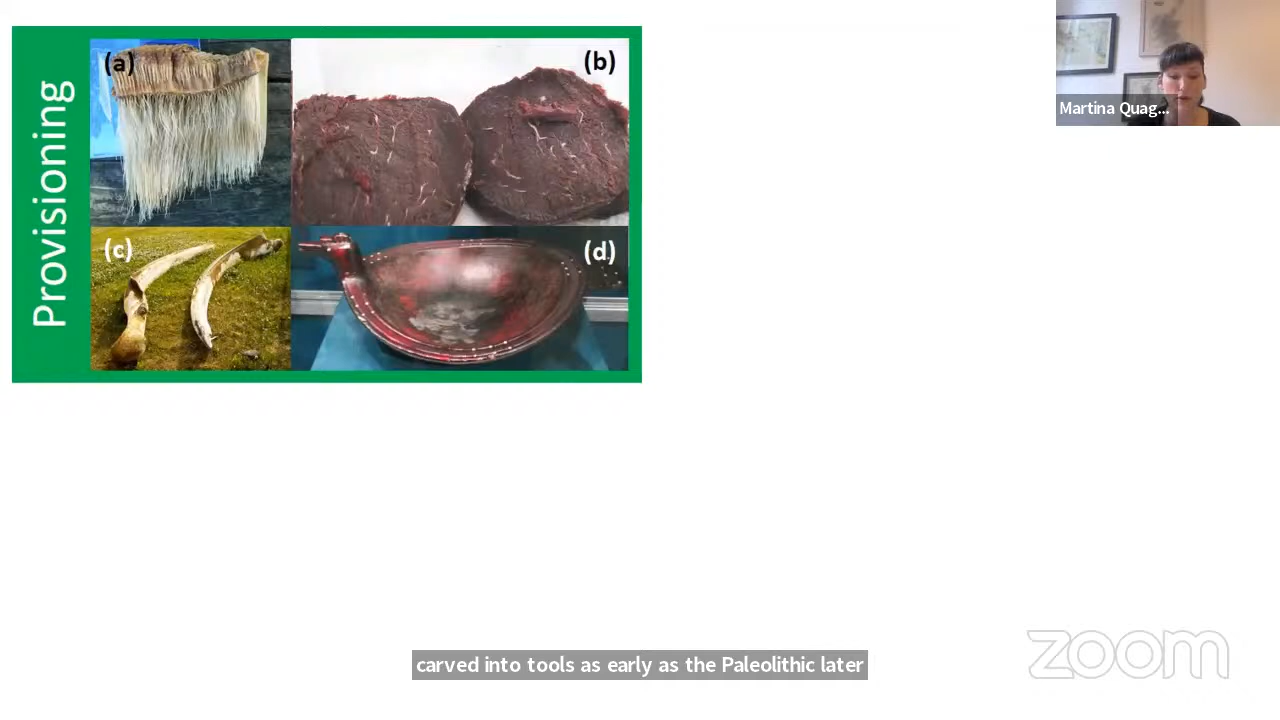 Provisioning
(a)
(b)
(c)
(d)
Martina Quag...
carved into tools as early as the Paleolithic later
zoom